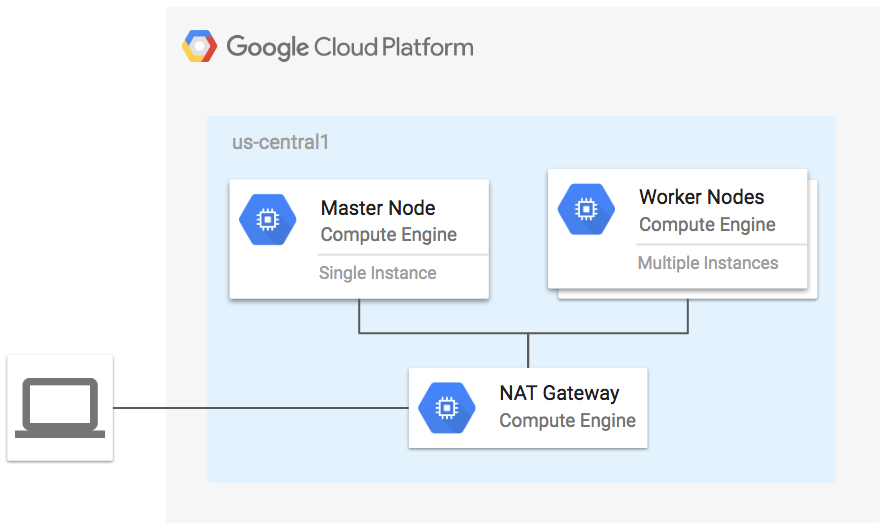 Google Cloud Platform
us-central1
Master Node
Compute Engine
Single Instance
Worker Nodes
Compute Engine
Multiple Instances
NAT Gateway
Compute Engine